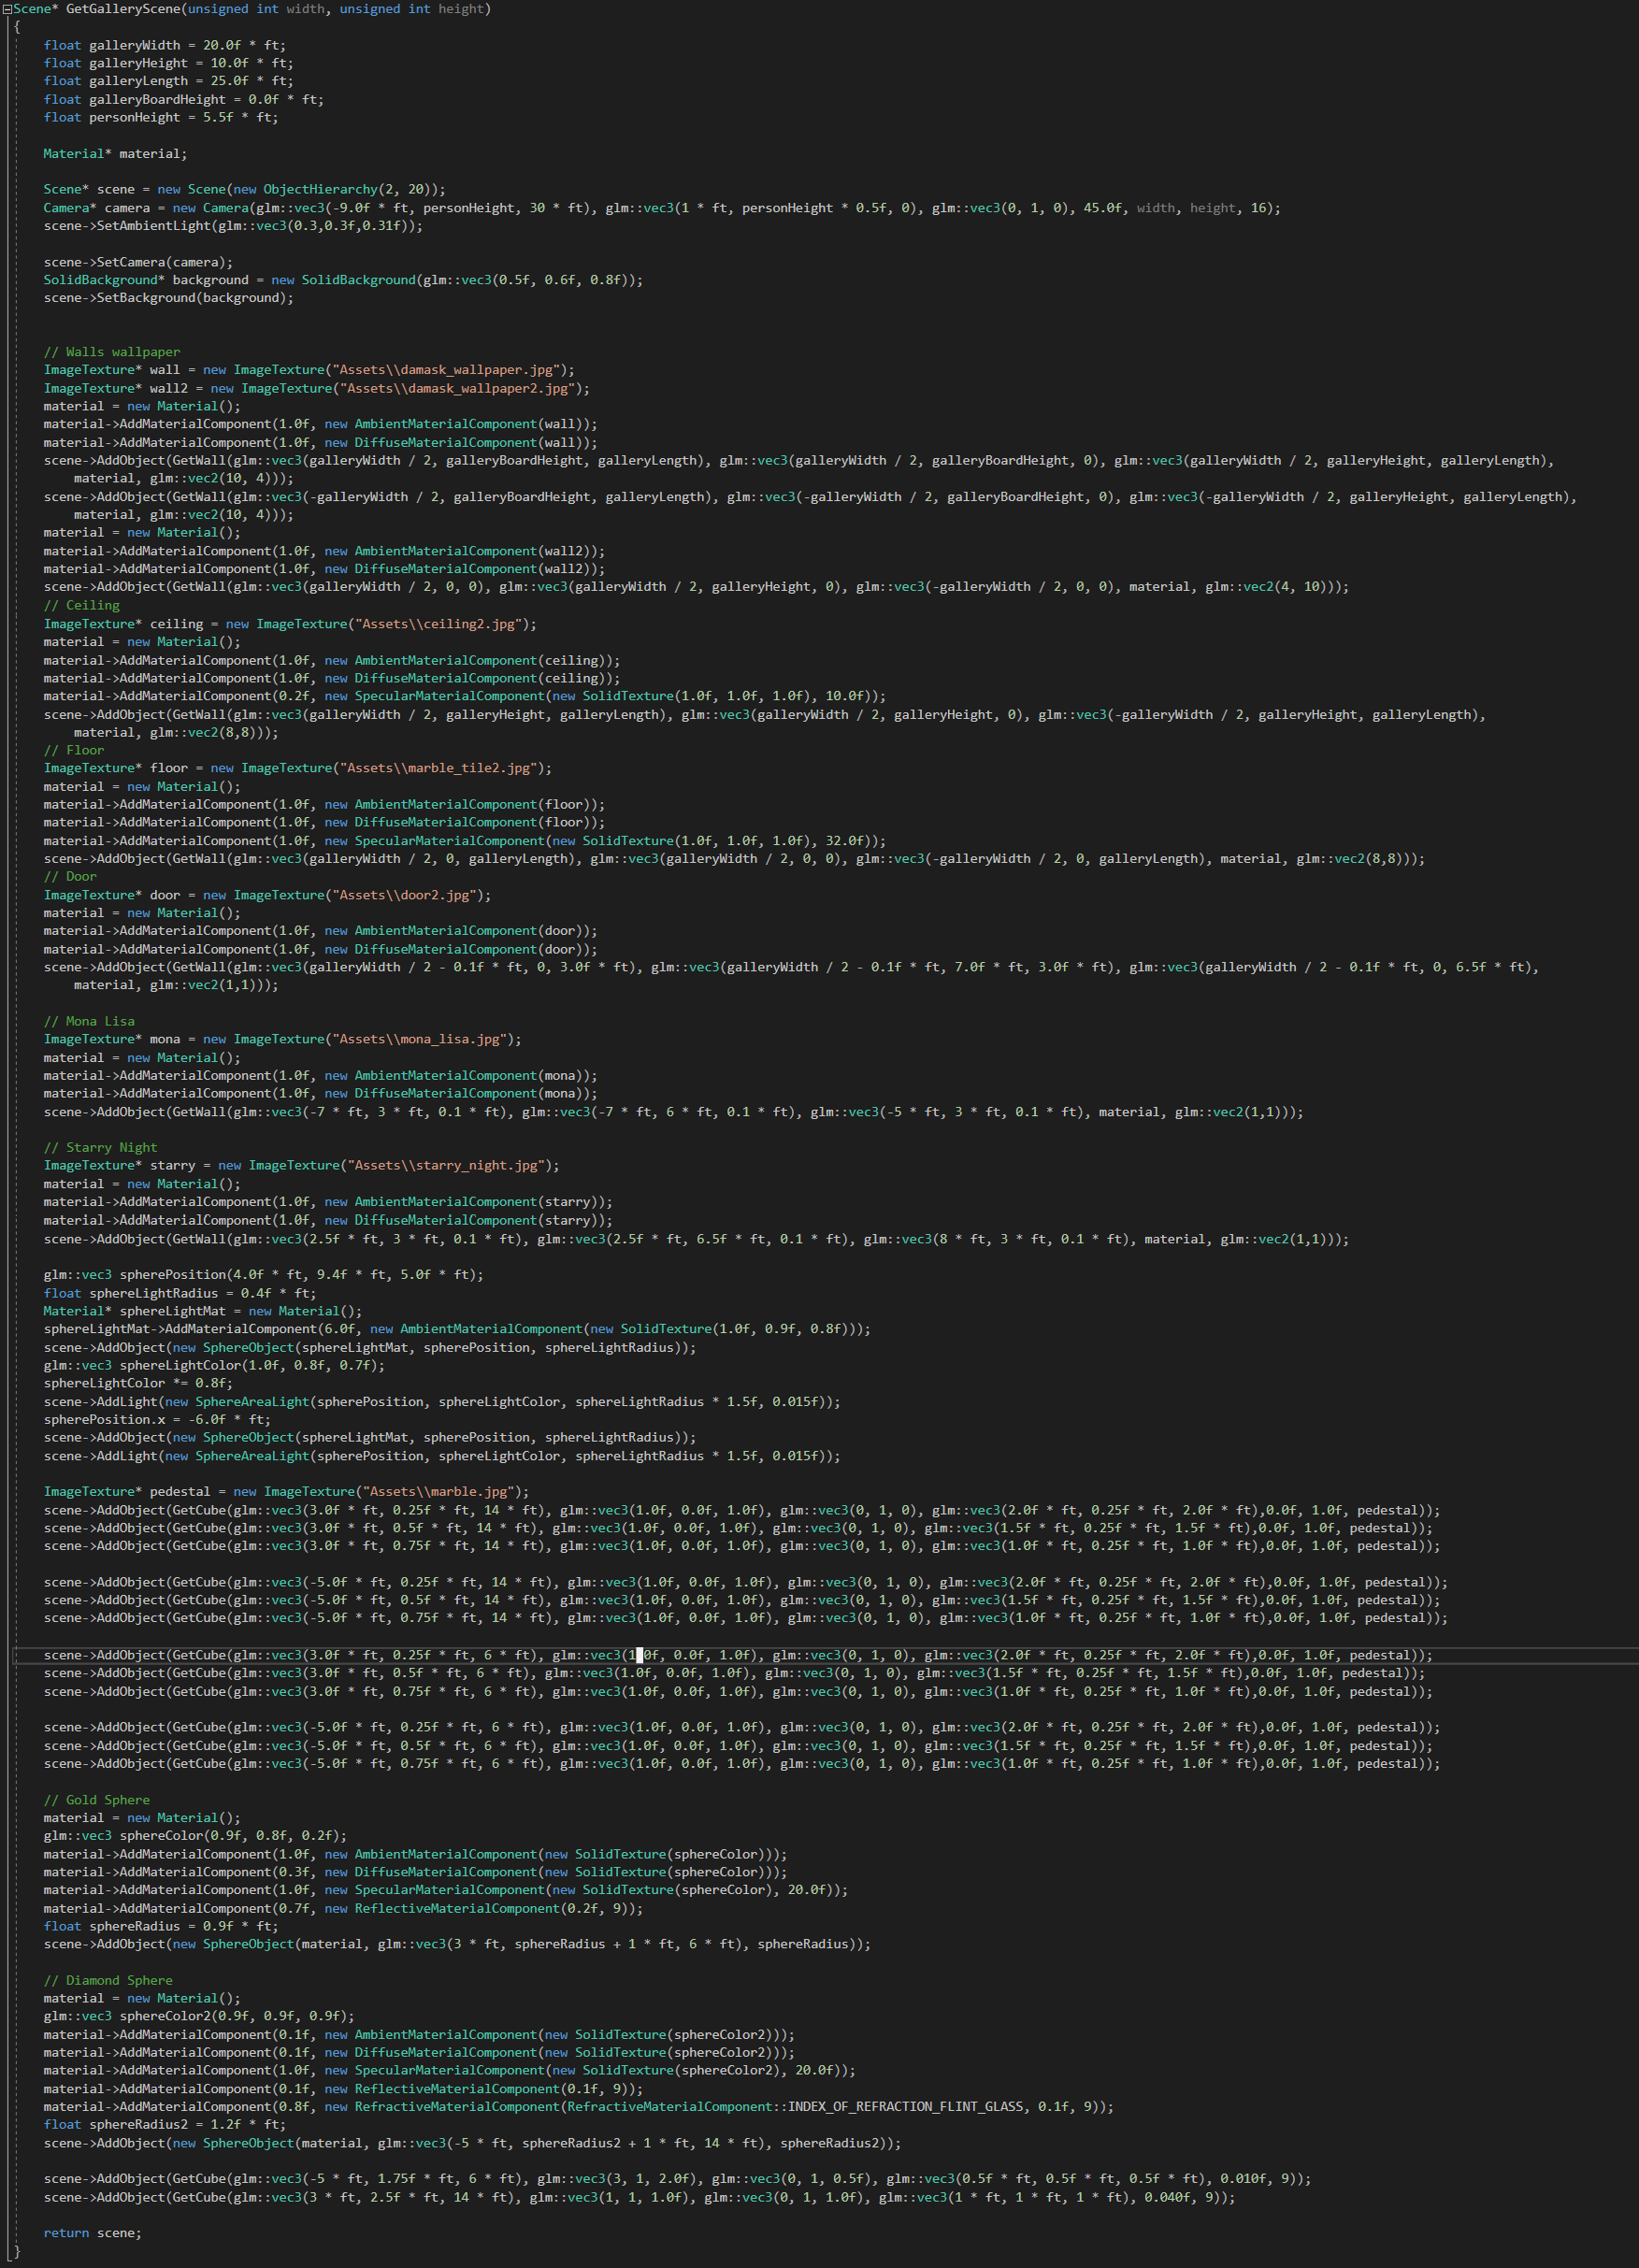 Scene* GetGalleryScene(unsigned int width, unsigned int height)
{
float galleryWidth = 20.0f * ft;
float galleryHeight = 10.0f * ft;
float galleryLength = 25.0f * ft;
float galleryBoardHeight = 0.0f * ft;
float personHeight = 5.5f * ft;
Material* material;
Scene* scene = new Scene(new ObjectHierarchy(2, 20));
Camera* camera = new Camera(glm::vec3(-9.0f * ft, personHeight, 30 * ft), glm::vec3(1 * ft, personHeight * 0.5f, 0), glm::vec3(0, 1, 0), 45.0f, width, height, 16);
scene->SetAmbientLight(glm::vec3(0.3,0.3f,0.31f));
scene->SetCamera(camera);
SolidBackground* background = new SolidBackground(glm::vec3(0.5f, 0.6f, 0.8f));
scene->SetBackground(background);
// Walls wallpaper
ImageTexture* wall = new ImageTexture("Assets\\damask_wallpaper.jpg");
ImageTexture* wall2 = new ImageTexture("Assets\\damask_wallpaper2.jpg");
material = new Material();
material->AddMaterialComponent(1.0f, new AmbientMaterialComponent(wall));
material->AddMaterialComponent(1.0f, new DiffuseMaterialComponent(wall));
scene->AddObject(GetWall(glm::vec3(galleryWidth / 2, galleryBoardHeight, galleryLength), glm::vec3(galleryWidth / 2, galleryBoardHeight, 0), glm::vec3(galleryWidth / 2, galleryHeight, galleryLength),
material, glm::vec2(10, 4)));
scene->AddObject(GetWall(glm::vec3(-galleryWidth / 2, galleryBoardHeight, galleryLength), glm::vec3(-galleryWidth / 2, galleryBoardHeight, 0), glm::vec3(-galleryWidth / 2, galleryHeight, galleryLength),
material, glm::vec2(10, 4)));
material = new Material();
material->AddMaterialComponent(1.0f, new AmbientMaterialComponent(wall2));
material->AddMaterialComponent(1.0f, new DiffuseMaterialComponent(wall2));
scene->AddObject(GetWall(glm::vec3(galleryWidth / 2, 0, 0), glm::vec3(galleryWidth / 2, galleryHeight, 0), glm::vec3(-galleryWidth / 2, 0, 0), material, glm::vec2(4, 10)));
// Ceiling
ImageTexture* ceiling = new ImageTexture("Assets\\ceiling2.jpg");
material = new Material();
material->AddMaterialComponent(1.0f, new AmbientMaterialComponent(ceiling));
material->AddMaterialComponent(1.0f, new DiffuseMaterialComponent(ceiling));
material->AddMaterialComponent(0.2f, new SpecularMaterialComponent(new SolidTexture(1.0f, 1.0f, 1.0f), 10.0f));
scene->AddObject(GetWall(glm::vec3(galleryWidth / 2, galleryHeight, galleryLength), glm::vec3(galleryWidth / 2, galleryHeight, 0), glm::vec3(-galleryWidth / 2, galleryHeight, galleryLength),
material, glm::vec2(8,8)));
// Floor
ImageTexture* floor = new ImageTexture("Assets\\marble_tile2.jpg");
material = new Material();
material->AddMaterialComponent(1.0f, new AmbientMaterialComponent(floor));
material->AddMaterialComponent(1.0f, new DiffuseMaterialComponent(floor));
material->AddMaterialComponent(1.0f, new SpecularMaterialComponent(new SolidTexture(1.0f, 1.0f, 1.0f), 32.0f));
scene->AddObject(GetWall(glm::vec3(galleryWidth / 2, 0, galleryLength), glm::vec3(galleryWidth / 2, 0, 0), glm::vec3(-galleryWidth / 2, 0, galleryLength), material, glm::vec2(8,8)));
// Door
ImageTexture* door = new ImageTexture("Assets\\door2.jpg");
material = new Material();
material->AddMaterialComponent(1.0f, new AmbientMaterialComponent(door));
material->AddMaterialComponent(1.0f, new DiffuseMaterialComponent(door));
scene->AddObject(GetWall(glm::vec3(galleryWidth / 2 - 0.1f * ft, 0, 3.0f * ft), glm::vec3(galleryWidth / 2 - 0.1f * ft, 7.0f * ft, 3.0f * ft), glm::vec3(galleryWidth / 2 - 0.1f * ft, 0, 6.5f * ft),
material, glm::vec2(1,1)));
// Mona Lisa
ImageTexture* mona = new ImageTexture("Assets\\mona_lisa.jpg");
material = new Material();
material->AddMaterialComponent(1.0f, new AmbientMaterialComponent(mona));
material->AddMaterialComponent(1.0f, new DiffuseMaterialComponent(mona));
scene->AddObject(GetWall(glm::vec3(-7 * ft, 3 * ft, 0.1 * ft), glm::vec3(-7 * ft, 6 * ft, 0.1 * ft), glm::vec3(-5 * ft, 3 * ft, 0.1 * ft), material, glm::vec2(1,1)));
// Starry Night
ImageTexture* starry = new ImageTexture("Assets\\starry_night.jpg");
material = new Material();
material->AddMaterialComponent(1.0f, new AmbientMaterialComponent(starry));
material->AddMaterialComponent(1.0f, new DiffuseMaterialComponent(starry));
scene->AddObject(GetWall(glm::vec3(2.5f * ft, 3 * ft, 0.1 * ft), glm::vec3(2.5f * ft, 6.5f * ft, 0.1 * ft), glm::vec3(8 * ft, 3 * ft, 0.1 * ft), material, glm::vec2(1,1)));
glm::vec3 spherePosition(4.0f * ft, 9.4f * ft, 5.0f * ft);
float sphereLightRadius = 0.4f * ft;
Material* sphereLightMat = new Material();
sphereLightMat->AddMaterialComponent(6.0f, new AmbientMaterialComponent(new SolidTexture(1.0f, 0.9f, 0.8f)));
scene->AddObject(new SphereObject(sphereLightMat, spherePosition, sphereLightRadius));
glm::vec3 sphereLightColor(1.0f, 0.8f, 0.7f);
sphereLightColor *= 0.8f;
scene->AddLight(new SphereAreaLight(spherePosition, sphereLightColor, sphereLightRadius * 1.5f, 0.015f));
spherePosition.x = -6.0f * ft;
scene->AddObject(new SphereObject(sphereLightMat, spherePosition, sphereLightRadius));
scene->AddLight(new SphereAreaLight(spherePosition, sphereLightColor, sphereLightRadius * 1.5f, 0.015f));
ImageTexture* pedestal = new ImageTexture("Assets\\marble.jpg");
scene->AddObject(GetCube(glm::vec3(3.0f * ft, 0.25f * ft, 14 * ft), glm::vec3(1.0f, 0.0f, 1.0f), glm::vec3(0, 1, 0), glm::vec3(2.0f * ft, 0.25f * ft, 2.0f * ft),0.0f, 1.0f, pedestal));
scene->AddObject(GetCube(glm::vec3(3.0f * ft, 0.5f * ft, 14 * ft), glm::vec3(1.0f, 0.0f, 1.0f), glm::vec3(0, 1, 0), glm::vec3(1.5f * ft, 0.25f * ft, 1.5f * ft),0.0f, 1.0f, pedestal));
scene->AddObject(GetCube(glm::vec3(3.0f * ft, 0.75f * ft, 14 * ft), glm::vec3(1.0f, 0.0f, 1.0f), glm::vec3(0, 1, 0), glm::vec3(1.0f * ft, 0.25f * ft, 1.0f * ft),0.0f, 1.0f, pedestal));
scene->AddObject(GetCube(glm::vec3(-5.0f * ft, 0.25f * ft, 14 * ft), glm::vec3(1.0f, 0.0f, 1.0f), glm::vec3(0, 1, 0), glm::vec3(2.0f * ft, 0.25f * ft, 2.0f * ft),0.0f, 1.0f, pedestal));
scene->AddObject(GetCube(glm::vec3(-5.0f * ft, 0.5f * ft, 14 * ft), glm::vec3(1.0f, 0.0f, 1.0f), glm::vec3(0, 1, 0), glm::vec3(1.5f * ft, 0.25f * ft, 1.5f * ft),0.0f, 1.0f, pedestal));
scene->AddObject(GetCube(glm::vec3(-5.0f * ft, 0.75f * ft, 14 * ft), glm::vec3(1.0f, 0.0f, 1.0f), glm::vec3(0, 1, 0), glm::vec3(1.0f * ft, 0.25f * ft, 1.0f * ft),0.0f, 1.0f, pedestal));
scene->AddObject(GetCube(glm::vec3(3.0f * ft, 0.25f * ft, 6 * ft), glm::vec3(1.0f, 0.0f, 1.0f), glm::vec3(0, 1, 0), glm::vec3(2.0f * ft, 0.25f * ft, 2.0f * ft),0.0f, 1.0f, pedestal));
scene->AddObject(GetCube(glm::vec3(3.0f * ft, 0.5f * ft, 6 * ft), glm::vec3(1.0f, 0.0f, 1.0f), glm::vec3(0, 1, 0), glm::vec3(1.5f * ft, 0.25f * ft, 1.5f * ft),0.0f, 1.0f, pedestal));
scene->AddObject(GetCube(glm::vec3(3.0f * ft, 0.75f * ft, 6 * ft), glm::vec3(1.0f, 0.0f, 1.0f), glm::vec3(0, 1, 0), glm::vec3(1.0f * ft, 0.25f * ft, 1.0f * ft),0.0f, 1.0f, pedestal));
scene->AddObject(GetCube(glm::vec3(-5.0f * ft, 0.25f * ft, 6 * ft), glm::vec3(1.0f, 0.0f, 1.0f), glm::vec3(0, 1, 0), glm::vec3(2.0f * ft, 0.25f * ft, 2.0f * ft),0.0f, 1.0f, pedestal));
scene->AddObject(GetCube(glm::vec3(-5.0f * ft, 0.5f * ft, 6 * ft), glm::vec3(1.0f, 0.0f, 1.0f), glm::vec3(0, 1, 0), glm::vec3(1.5f * ft, 0.25f * ft, 1.5f * ft),0.0f, 1.0f, pedestal));
scene->AddObject(GetCube(glm::vec3(-5.0f * ft, 0.75f * ft, 6 * ft), glm::vec3(1.0f, 0.0f, 1.0f), glm::vec3(0, 1, 0), glm::vec3(1.0f * ft, 0.25f * ft, 1.0f * ft),0.0f, 1.0f, pedestal));
// Gold Sphere
material = new Material();
glm::vec3 sphereColor(0.9f, 0.8f, 0.2f);
material->AddMaterialComponent(1.0f, new AmbientMaterialComponent(new SolidTexture(sphereColor)));
material->AddMaterialComponent(0.3f, new DiffuseMaterialComponent(new SolidTexture(sphereColor)));
material->AddMaterialComponent(1.0f, new SpecularMaterialComponent(new SolidTexture(sphereColor), 20.0f));
material->AddMaterialComponent(0.7f, new ReflectiveMaterialComponent(0.2f, 9));
float sphereRadius = 0.9f * ft;
scene->AddObject(new SphereObject(material, glm::vec3(3 * ft, sphereRadius + 1 * ft, 6 * ft), sphereRadius));
// Diamond Sphere
material = new Material();
glm::vec3 sphereColor2(0.9f, 0.9f, 0.9f);
material->AddMaterialComponent(0.1f, new AmbientMaterialComponent(new SolidTexture(sphereColor2)));
material->AddMaterialComponent(0.1f, new DiffuseMaterialComponent(new SolidTexture(sphereColor2)));
material->AddMaterialComponent(1.0f, new SpecularMaterialComponent(new SolidTexture(sphereColor2), 20.0f));
material->AddMaterialComponent(0.1f, new ReflectiveMaterialComponent(0.1f, 9));
material->AddMaterialComponent(0.8f, new RefractiveMaterialComponent(RefractiveMaterialComponent::INDEX_OF_REFRACTION_FLINT_GLASS, 0.1f, 9));
float sphereRadius2 = 1.2f * ft;
scene->AddObject(new SphereObject(material, glm::vec3(-5 * ft, sphereRadius2 + 1 * ft, 14 * ft), sphereRadius2));
scene->AddObject(GetCube(glm::vec3(-5 * ft, 1.75f * ft, 6 * ft), glm::vec3(3, 1, 2.0f), glm::vec3(0, 1, 0.5f), glm::vec3(0.5f * ft, 0.5f * ft, 0.5f * ft), 0.010f, 9));
scene->AddObject(GetCube(glm::vec3(3 * ft, 2.5f * ft, 14 * ft), glm::vec3(1, 1, 1.0f), glm::vec3(0, 1, 1.0f), glm::vec3(1 * ft, 1 * ft, 1 * ft), 0.040f, 9));
return scene;
}